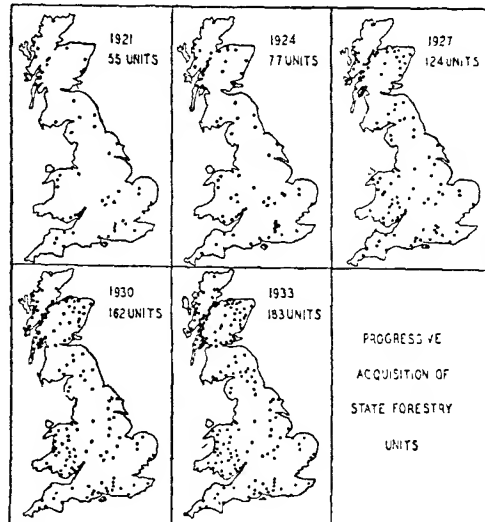 1921
55 UNITS
1924
77 UNITS
1927
124 UNITS
1930
162 UNITS
1933
183 UNITS
PROGRESSIVE
ACQUISITION OF
STATE FORESTRY
UNITS